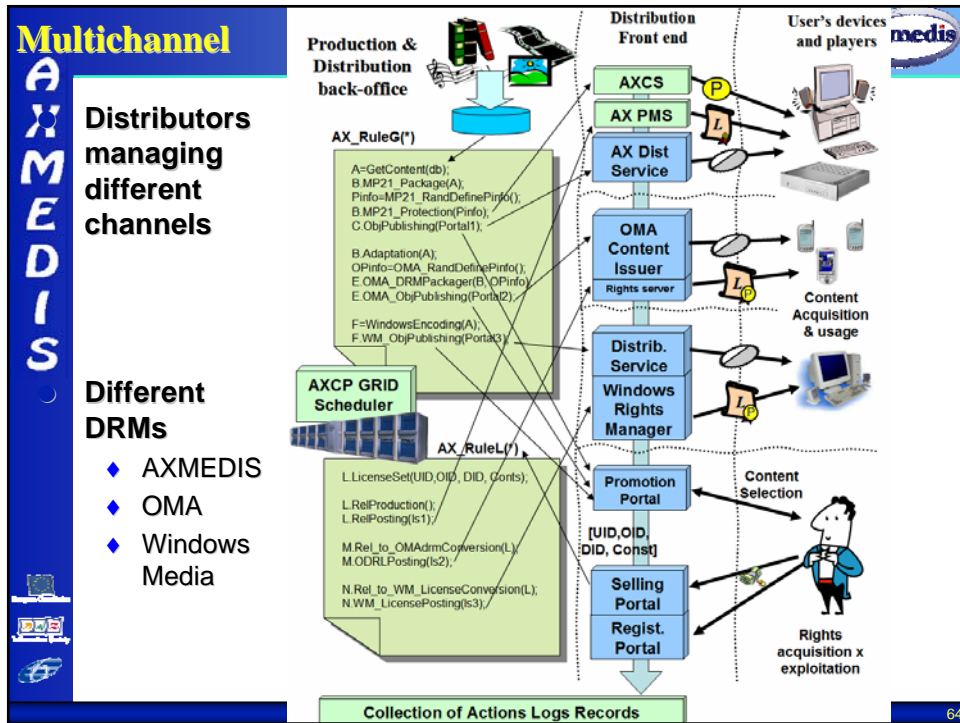 Multichannel
AXMEDIS
Distributors
managing
different
channels
Different
DRMs
AXMEDIS
OMA
Windows
Media
Production &
Distribution
back-office
AX_RuleG(*)
A=GetContent(db);
B.MP21_Package(A);
Pinfo=MP21_RandDefinePinfo();
B.MP21_Protection(Pinfo);
C.ObjPublishing(Portal1);
B.Adaptation(A);
OPinfo=OMA_RandDefinePinfo();
E.OMA_DRMPackager(B, OPinfo)
E.OMA_ObjPublishing(Portal2);
F=WindowsEncoding(A);
F.WM_ObjPublishing(Portal3);
AXCP GRID
Scheduler
AX_RuleL(*)
L.LicenseSet(UID,OID, DID, Conts);
L.RelProduction();
L.RelPosting(ls1);
M.Rel_to_OMAdrmConversion(L);
M.ODRLPosting(ls2);
N.Rel_to_WM_LicenseConversion(L);
N.WM_LicensePosting(ls3);
Distribution
Front end
AXCS
AX PMS
AX Dist
Service
OMA
Content
Issuer
Rights server
Distrib.
Service
Windows
Rights
Manager
Promotion
Portal
[UID,OID,
DID, Const]
Selling
Portal
Regist.
Portal
User's devices
and players
medis
P
L
L
P
L
P
Content
Acquisition
& usage
Content
Selection
Rights
acquisition x
exploitation
Collection of Actions Logs Records
64